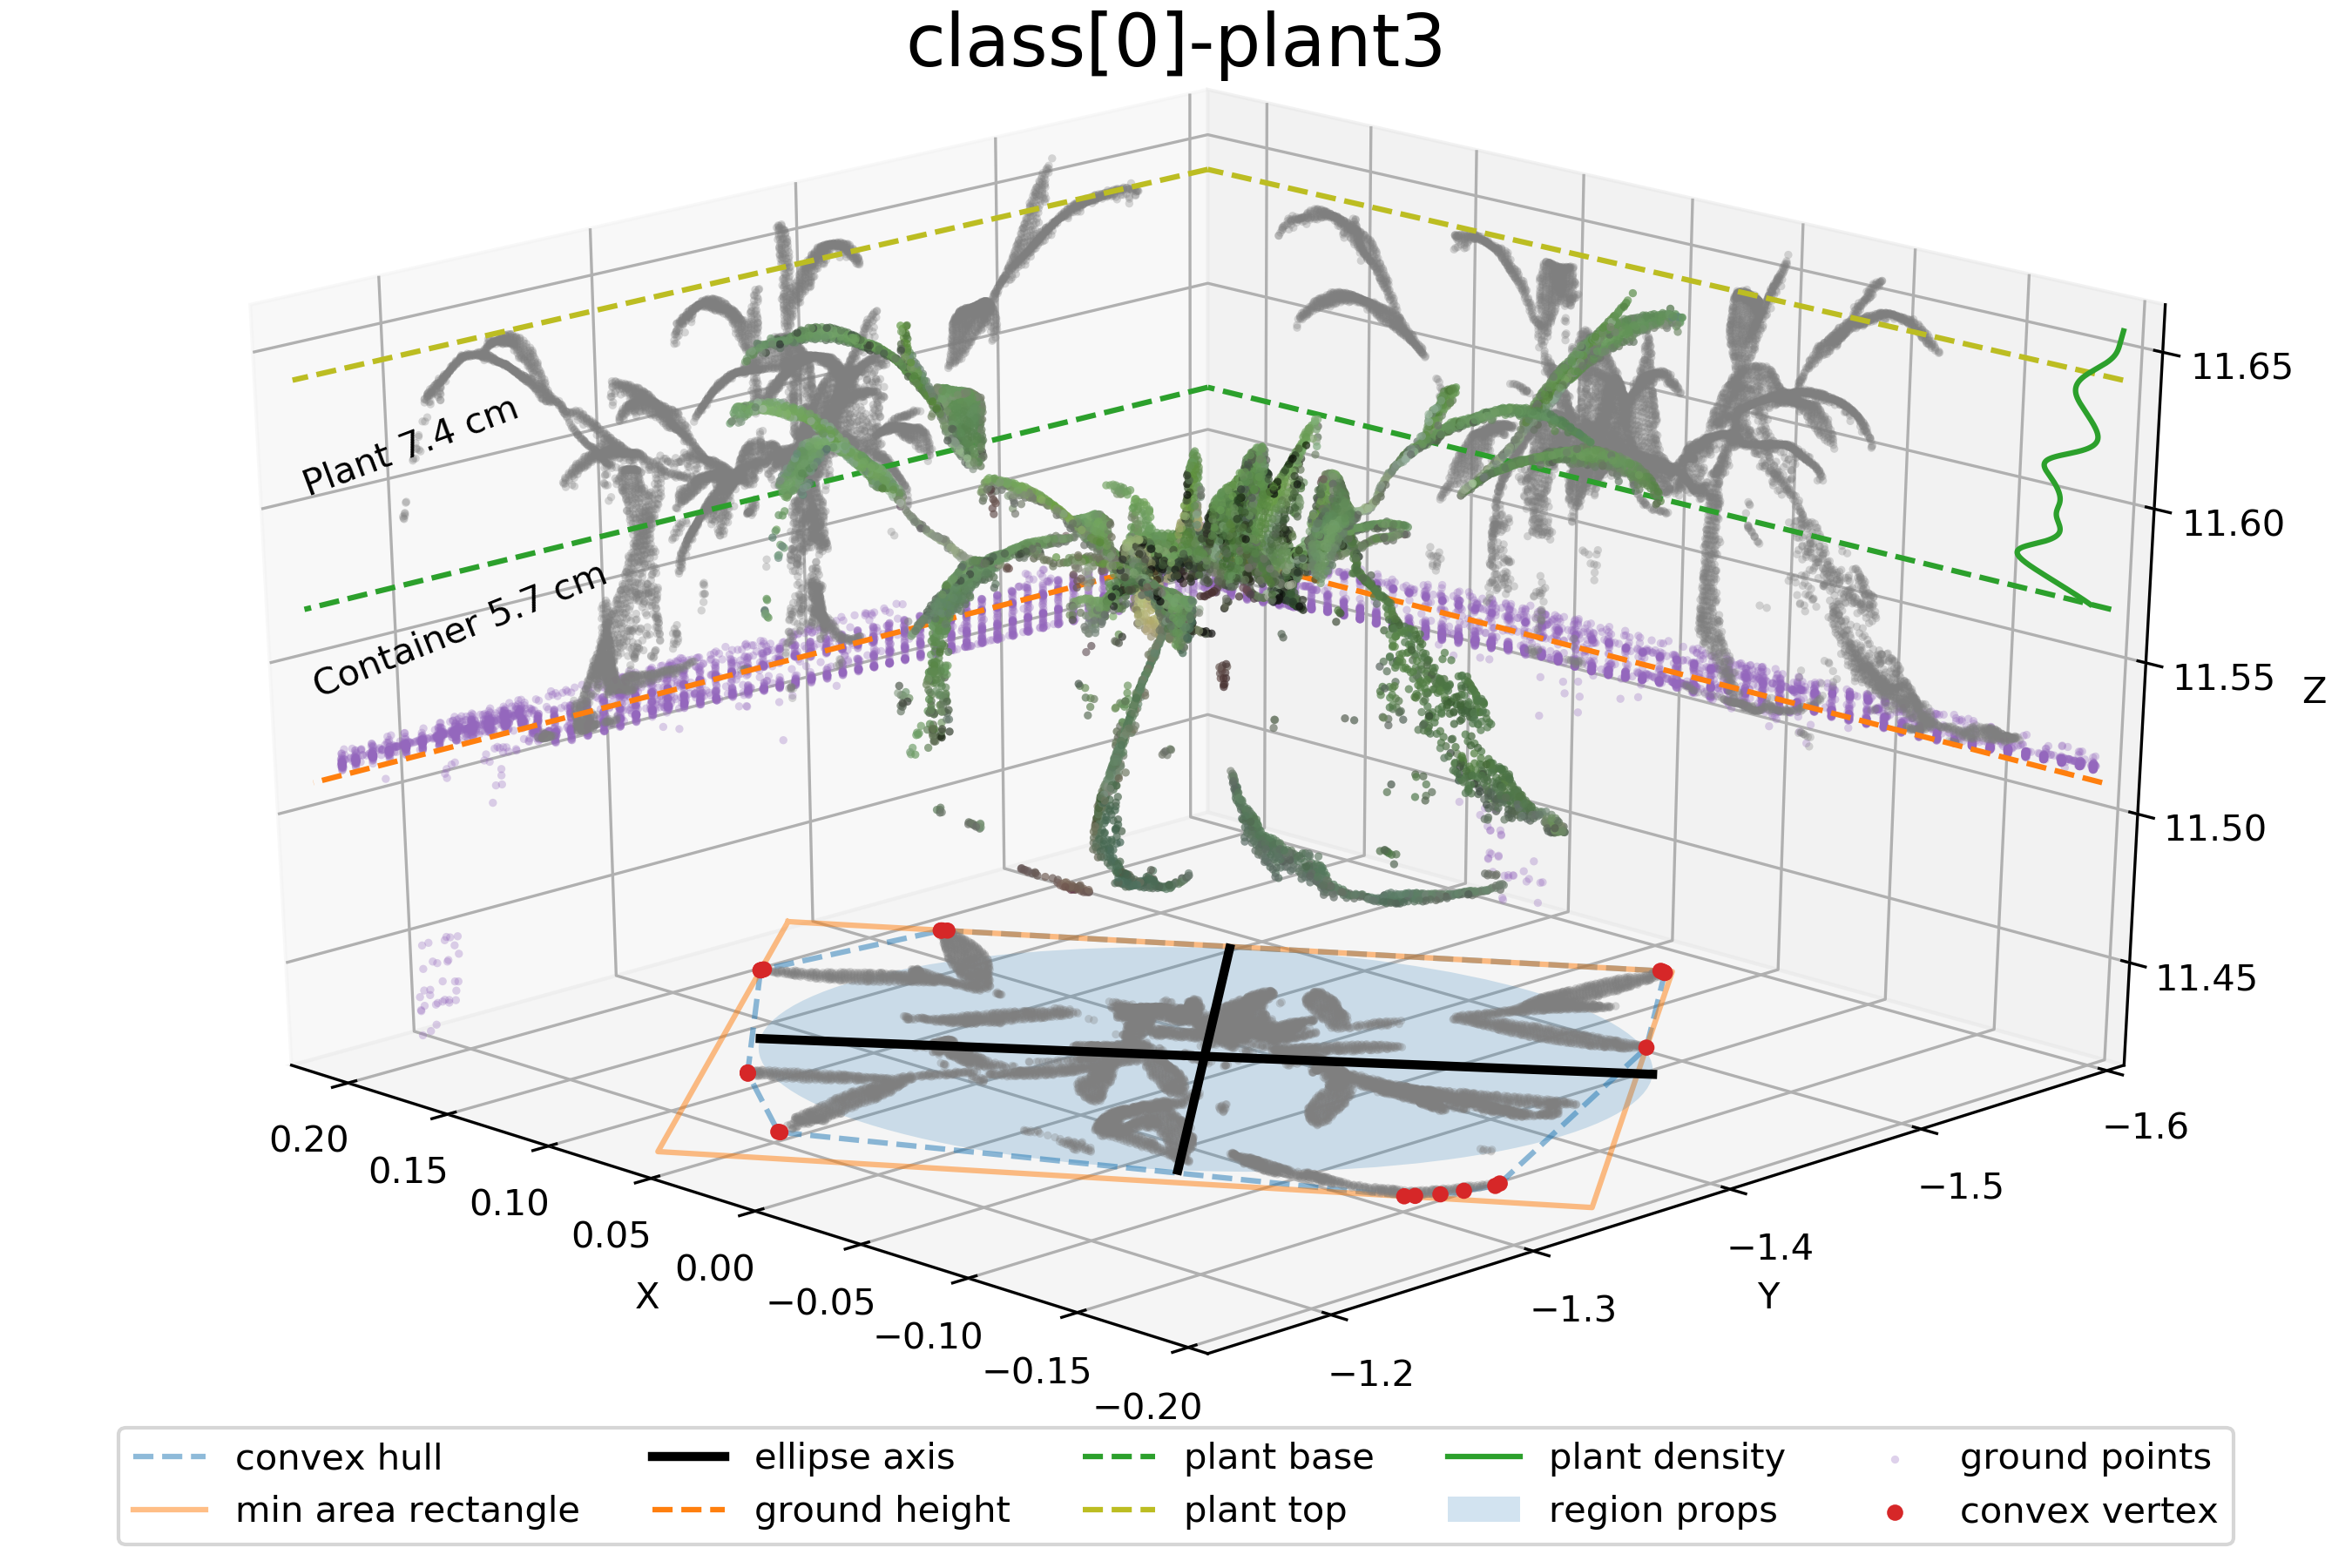 class[0]-plant3
Plant 7.4 cm
Container 5.7 cm
11.65
11.60
11.55
11.50
11.45
Z
0.20
0.15
0.10
0.05
0.00
−0.05
−0.10
−0.15
−0.20
X
−1.6
−1.5
−1.4
−1.3
−1.2
Y
convex hull
min area rectangle
ellipse axis
ground height
plant base
plant top
plant density
region props
ground points
convex vertex